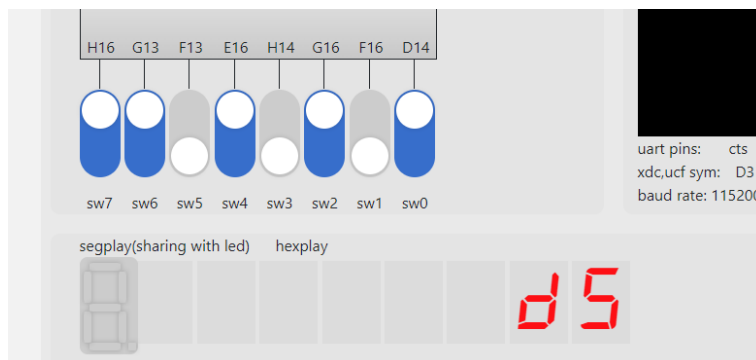 H16 G13 F13 E16 H14 G16 F16 D14
sw7 sw6 sw5 sw4 sw3 sw2 sw1 sw0
uart pins: cts
xdc,ucf sym: D3
baud rate: 115200
segplay(sharing with led) hexplay
d5